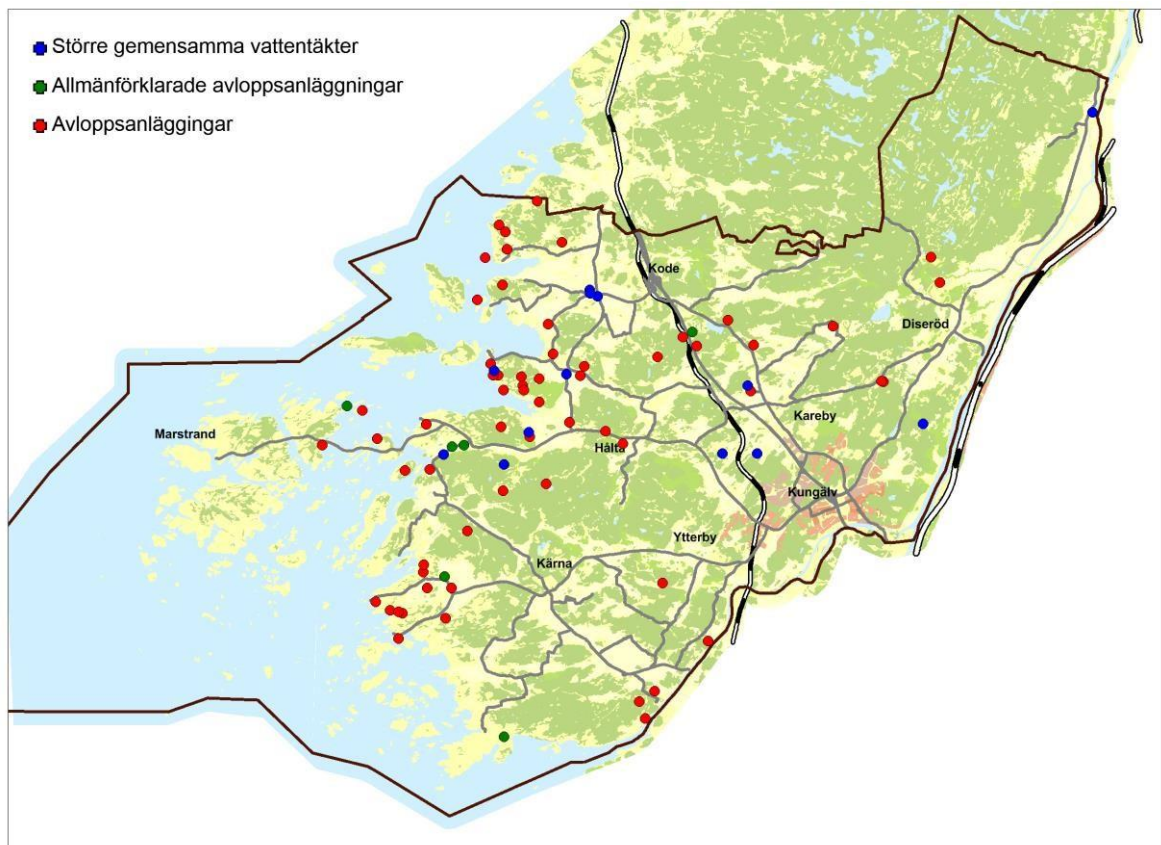 Större gemensamma vattentäkter
Allmänförklarade avloppsanläggningar
Avloppsanläggingar
Kode
Diseröd
Kareby
Marstrand
Hålta
Kungälv
Ytterby
Kärna